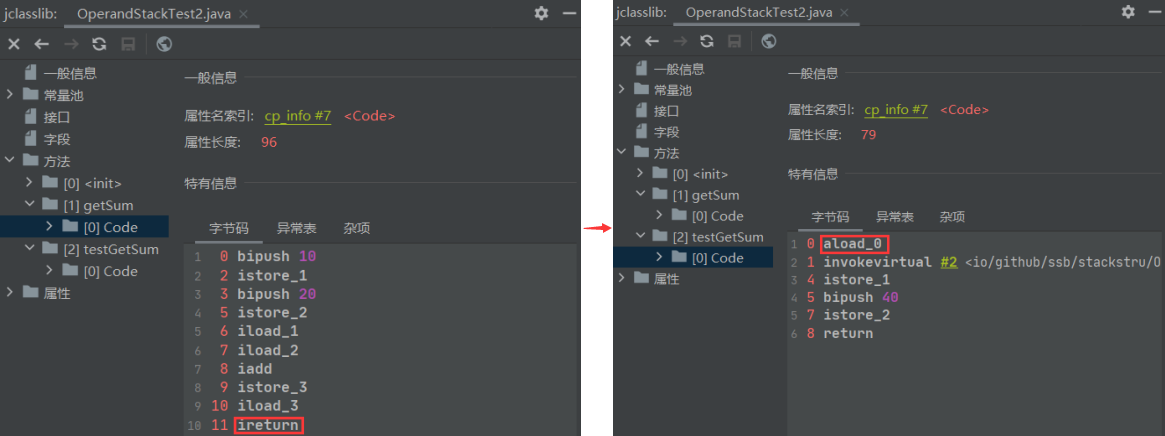 jclasslib: OperandStackTest2.java
一般信息
常量池
接口
字段
方法
[0] <init>
[1] getSum
[0] Code
[2] testGetSum
[0] Code
属性
一般信息
属性名索引: cp_info #7 <Code>
属性长度: 96
特有信息
字节码 异常表 杂项
1 0 bipush 10
2 2 istore_1
3 3 bipush 20
4 5 istore_2
5 6 iload_1
6 7 iload_2
7 8 iadd
8 9 istore_3
9 10 iload_3
10 11 ireturn
jclasslib: OperandStackTest2.java
一般信息
常量池
接口
字段
方法
[0] <init>
[1] getSum
[0] Code
[2] testGetSum
[0] Code
属性
一般信息
属性名索引: cp_info #7 <Code>
属性长度: 79
特有信息
字节码 异常表 杂项
1 0 aload_0
2 1 invokevirtual #2 <io/github/ssb/stackstru/O
3 4 istore_1
4 5 bipush 40
5 7 istore_2
6 8 return